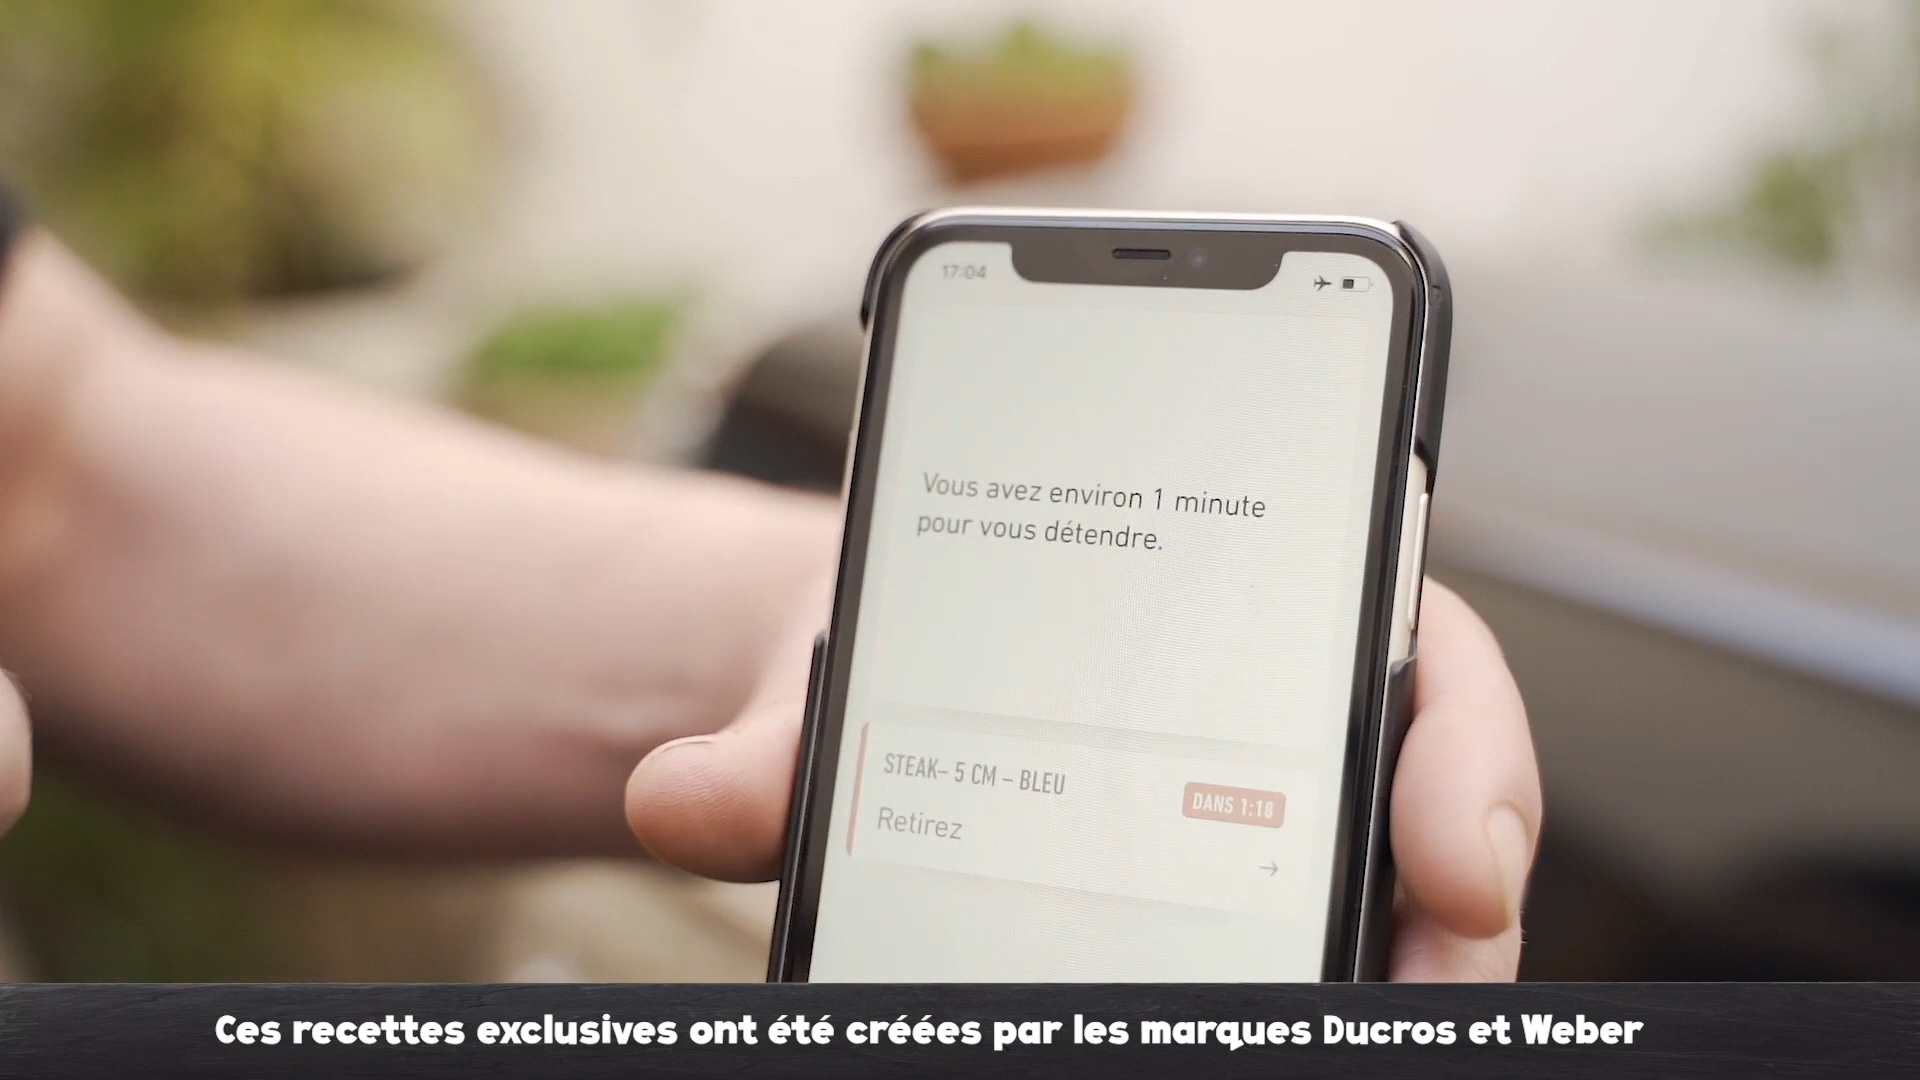 17:04
Vous avez environ 1 minute
pour vous détendre.
STEAK– 5 CM – BLEU
DANS 1:18
Retirez
Ces recettes exclusives ont été créées par les marques Ducros et Weber